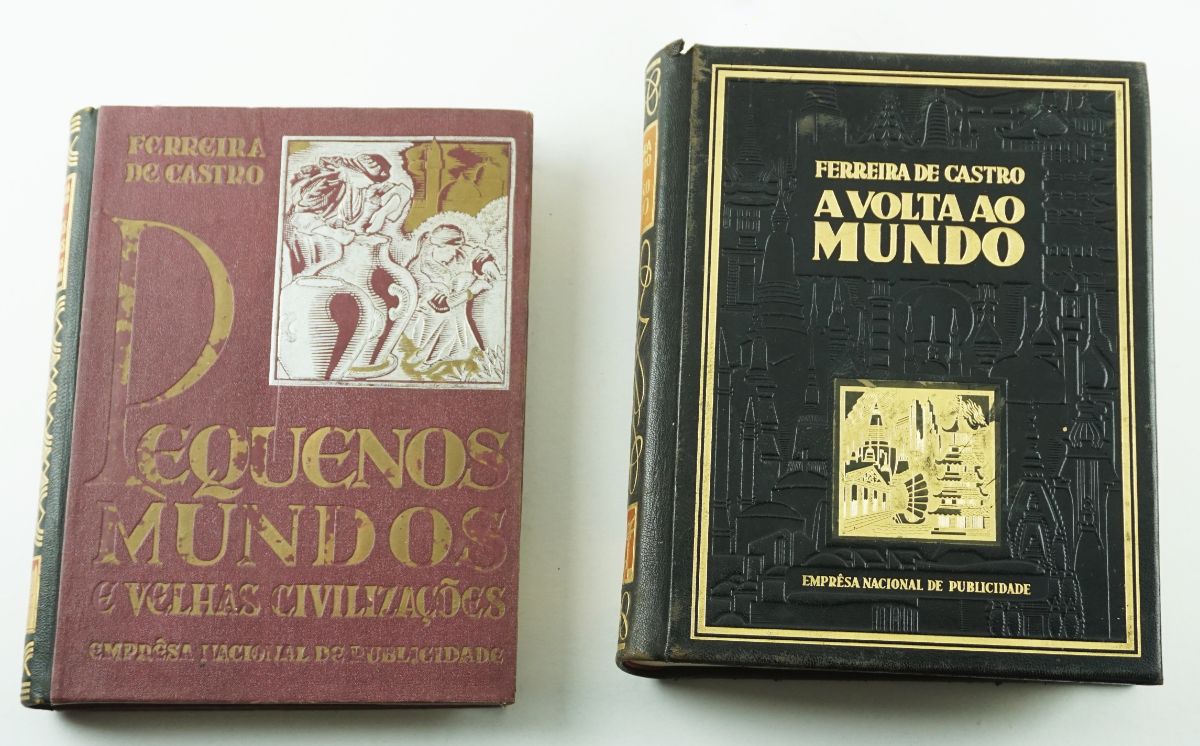 FERREIRA
DE CASTRO
PEQUENOS
MUNDOS
E VELHAS CIVILIZAÇÕES
EMPRÊSA NACIONAL DE PUBLICIDADE
FERREIRA DE CASTRO
A VOLTA AO
MUNDO
EMPRÊSA NACIONAL DE PUBLICIDADE